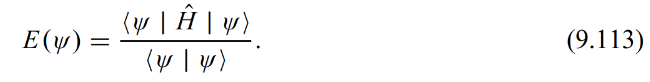 E(ψ) = ⟨ψ | Ĥ | ψ⟩ / ⟨ψ | ψ⟩ . (9.113)